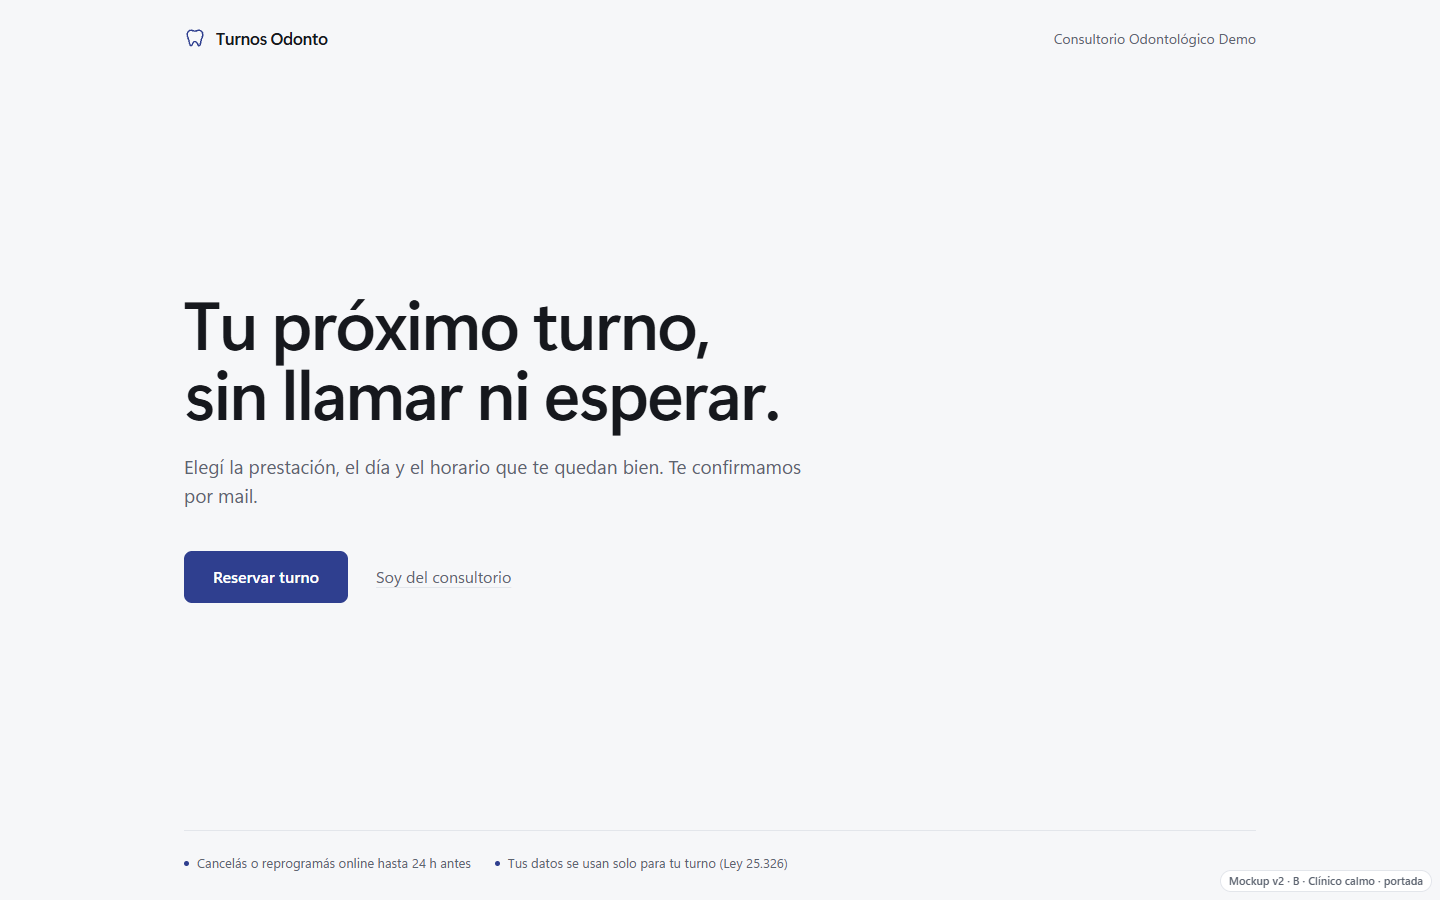 Turnos Odonto
Consultorio Odontológico Demo
Tu próximo turno,
sin llamar ni esperar.
Elegí la prestación, el día y el horario que te quedan bien. Te confirmamos
por mail.
Reservar turno
Soy del consultorio
Cancelás o reprogramás online hasta 24 h antes
Tus datos se usan solo para tu turno (Ley 25.326)
Mockup v2 · B · Clínico calmo · portada